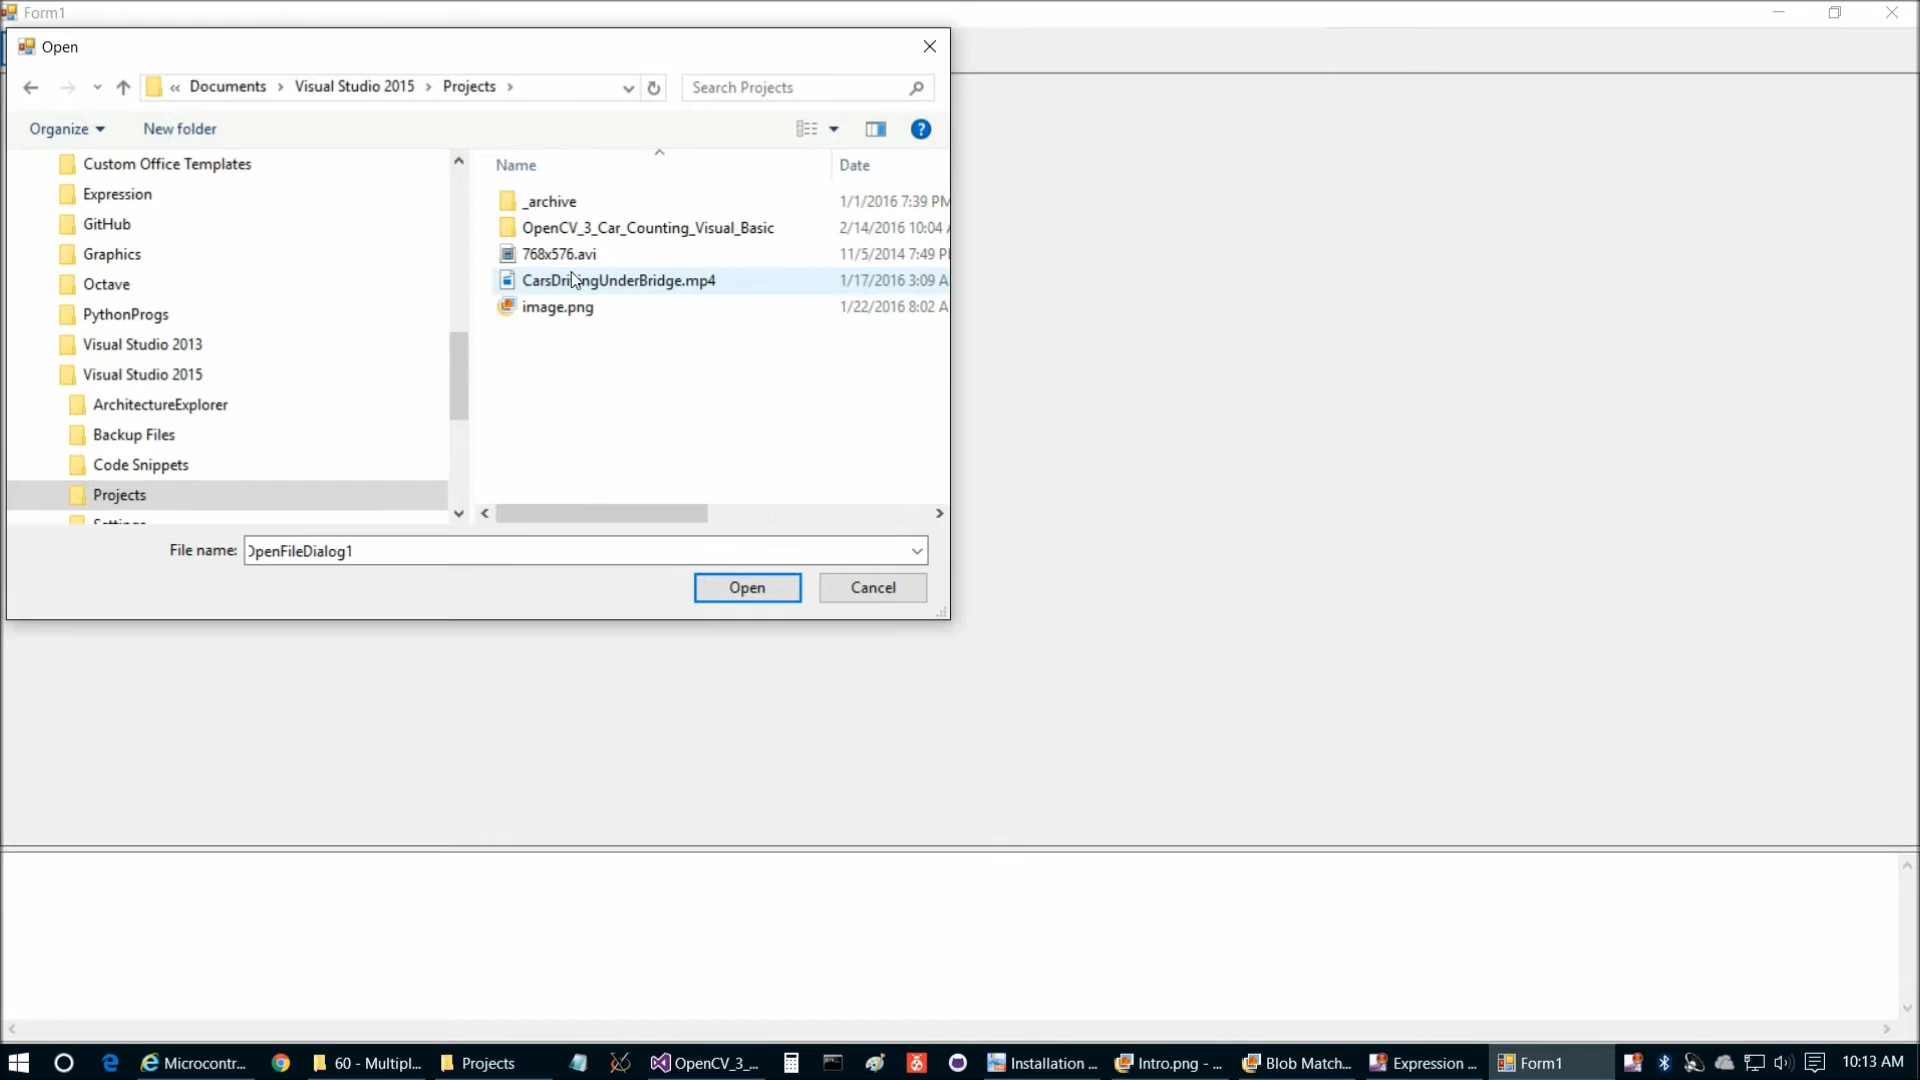 Form1
Open
« Documents › Visual Studio 2015 › Projects ›
Search Projects
Organize
New folder
Custom Office Templates
Expression
GitHub
Graphics
Octave
PythonProgs
Visual Studio 2013
Visual Studio 2015
ArchitectureExplorer
Backup Files
Code Snippets
Projects
Settings
Name Date
_archive 1/1/2016 7:39 PM
OpenCV_3_Car_Counting_Visual_Basic 2/14/2016 10:04
768x576.avi 11/5/2014 7:49 P
CarsDrivingUnderBridge.mp4 1/17/2016 3:09 A
image.png 1/22/2016 8:02 A
File name: OpenFileDialog1
Open Cancel
Microcontr... 60 - Multipl... Projects OpenCV_3_... Installation ... Intro.png - ... Blob Match... Expression ... Form1 10:13 AM